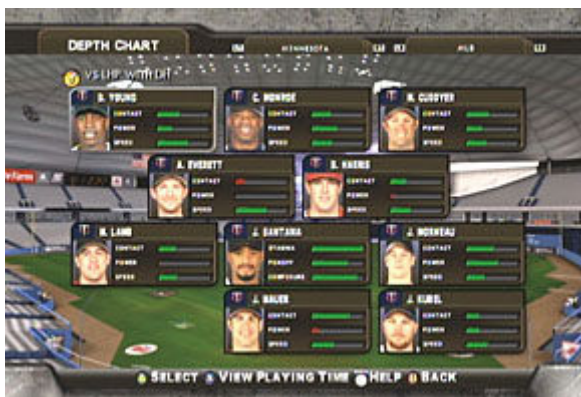 DEPTH CHART
MINNESOTA
MLB
VS LHP WITH DH
D. YOUNG
CONTACT
POWER
SPEED
C. MONROE
CONTACT
POWER
SPEED
M. CUDDYER
CONTACT
POWER
SPEED
A. EVERETT
CONTACT
POWER
SPEED
B. HARRIS
CONTACT
POWER
SPEED
M. LAMB
CONTACT
POWER
SPEED
J. SANTANA
STAMINA
PCKOFF
COMPOSURE
J. MORNEAU
CONTACT
POWER
SPEED
J. MAUER
CONTACT
POWER
SPEED
J. KUBEL
CONTACT
POWER
SPEED
SELECT VIEW PLAYING TIME HELP BACK